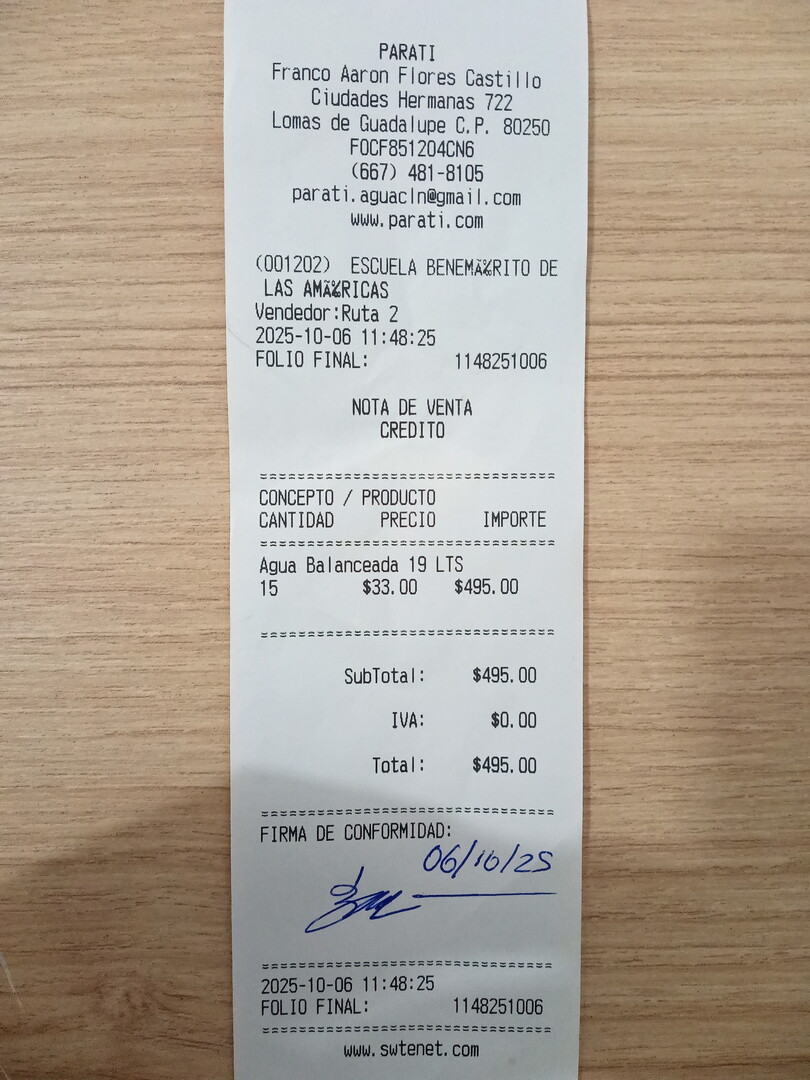 PARATI
Franco Aaron Flores Castillo
Ciudades Hermanas 722
Lomas de Guadalupe C.P. 80250
FOCF851204CN6
(667) 481-8105
parati.aguacln@gmail.com
www.parati.com
(001202) ESCUELA BENEMÃ‰RITO DE
LAS AMÃ‰RICAS
Vendedor:Ruta 2
2025-10-06 11:48:25
FOLIO FINAL: 1148251006
NOTA DE VENTA
CREDITO
===============================
CONCEPTO / PRODUCTO
CANTIDAD PRECIO IMPORTE
===============================
Agua Balanceada 19 LTS
15 $33.00 $495.00
===============================
SubTotal: $495.00
IVA: $0.00
Total: $495.00
===============================
FIRMA DE CONFORMIDAD:
06/10/25
===============================
2025-10-06 11:48:25
FOLIO FINAL: 1148251006
===============================
www.swtenet.com